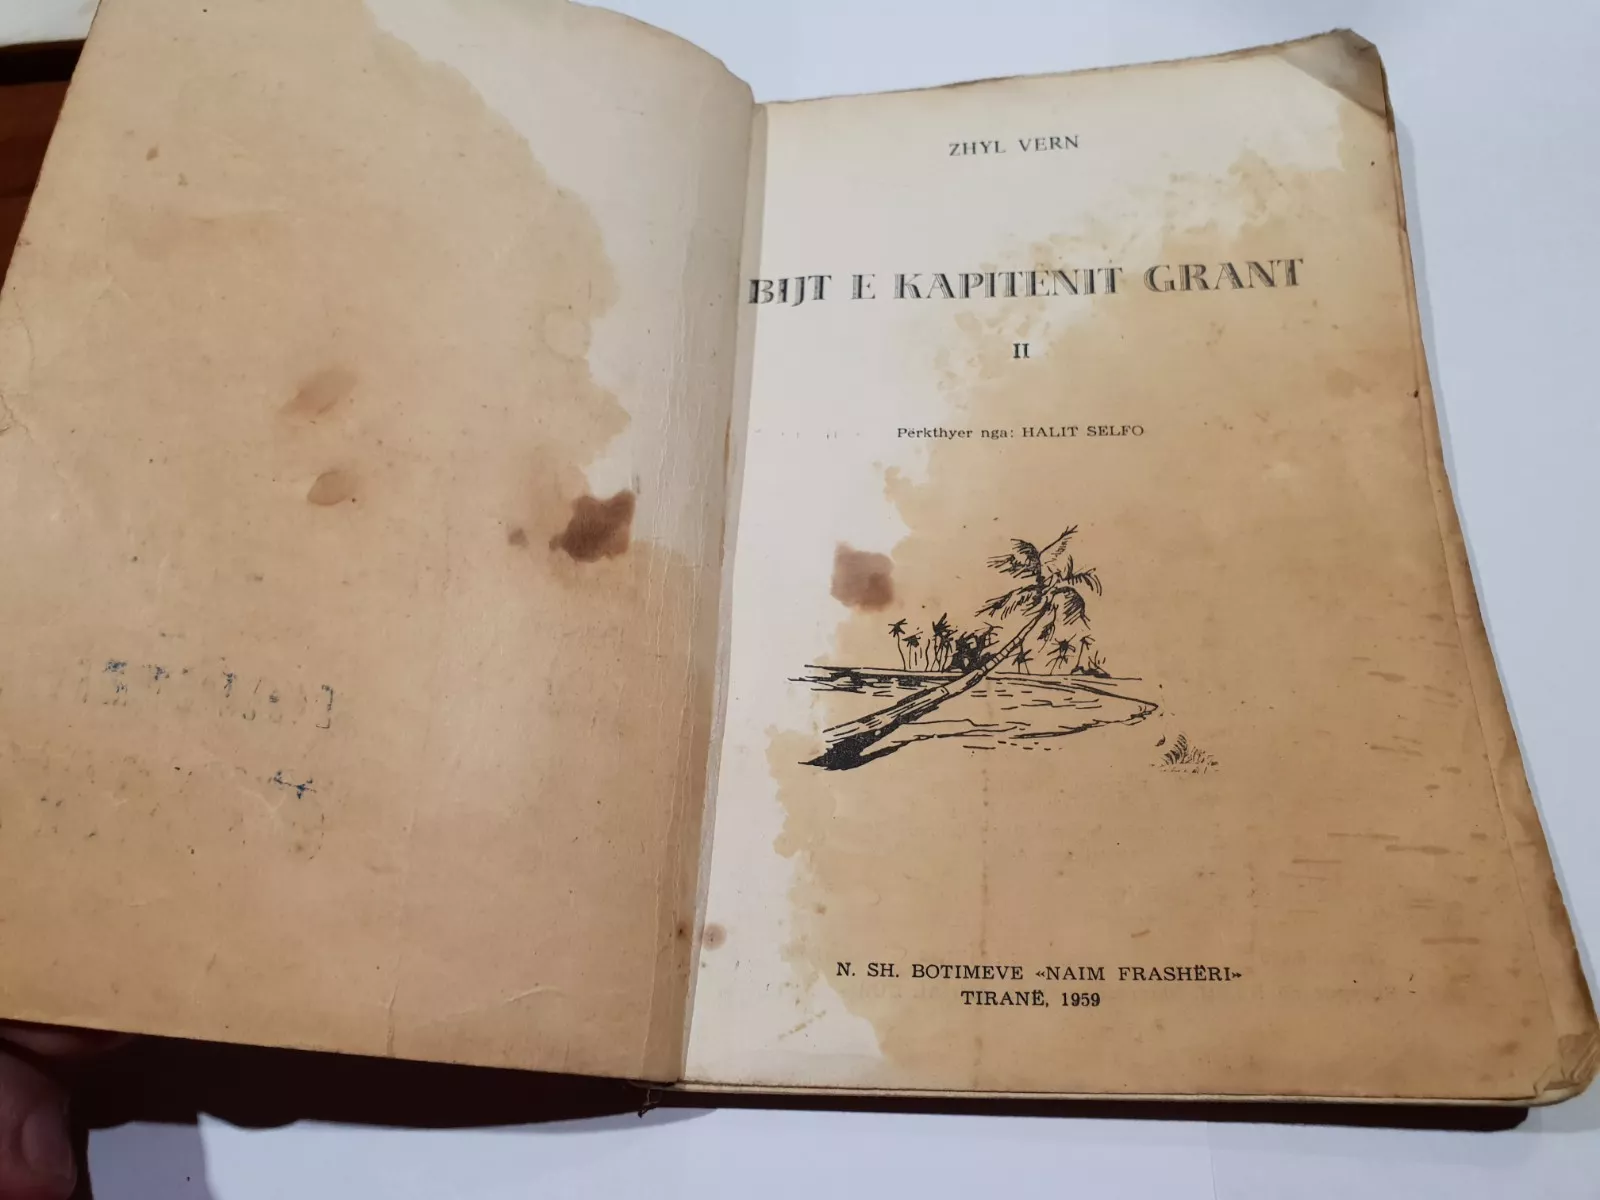 ZHYL VERN
BIJT E KAPITENIT GRANT
II
Përkthyer nga: HALIT SELFO
N. SH. BOTIMEVE «NAIM FRASHËRI»
TIRANË, 1959